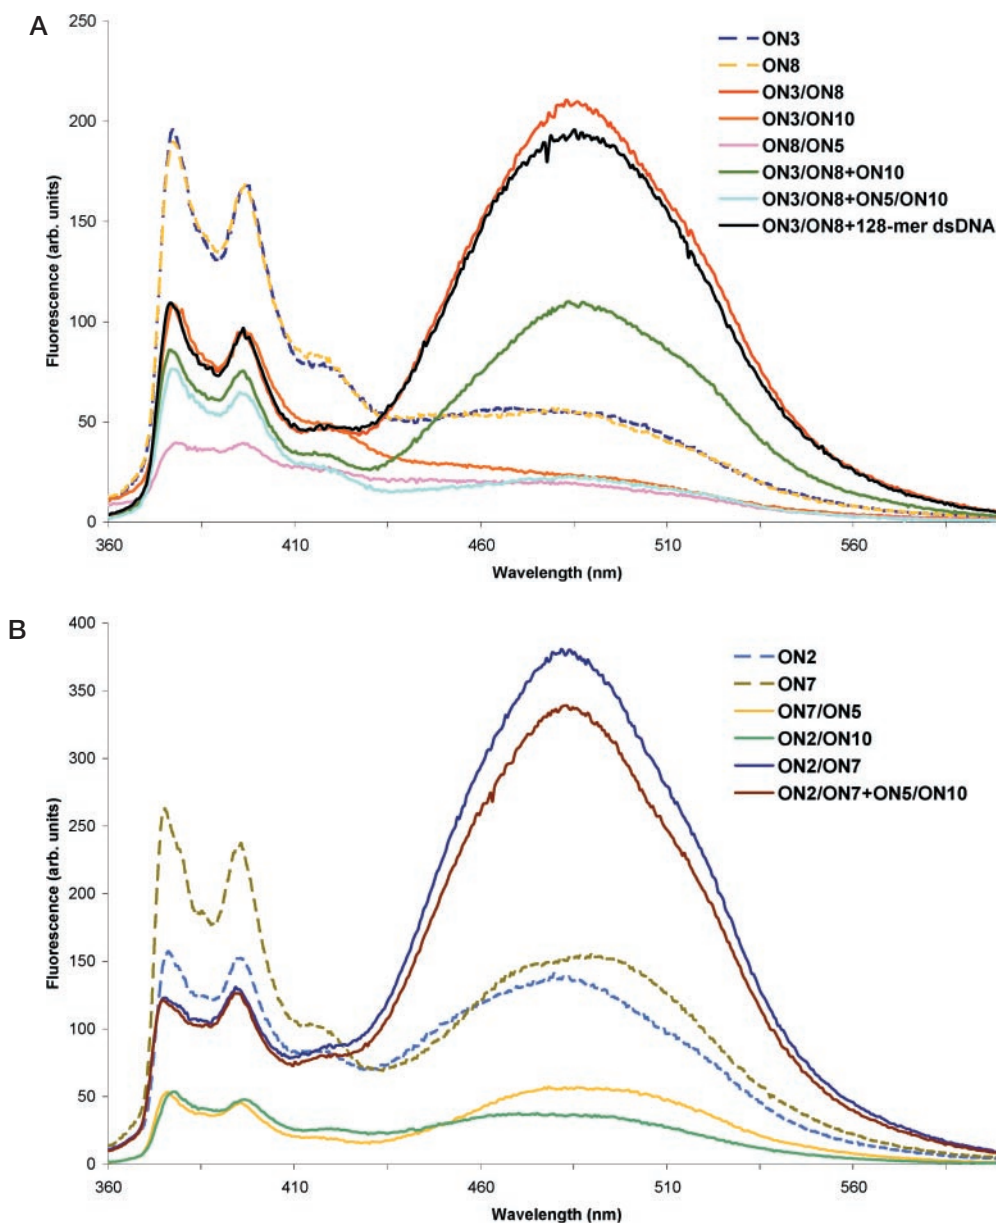 A
Fluorescence (arb. units)
250
200
150
100
50
0
360
410
460
510
560
Wavelength (nm)
ON3
ON8
ON3/ON8
ON3/ON10
ON8/ON5
ON3/ON8+ON10
ON3/ON8+ON5/ON10
ON3/ON8+128-mer dsDNA
B
Fluorescence (arb. units)
400
350
300
250
200
150
100
50
0
360
410
460
510
560
Wavelength (nm)
ON2
ON7
ON7/ON5
ON2/ON10
ON2/ON7
ON2/ON7+ON5/ON10